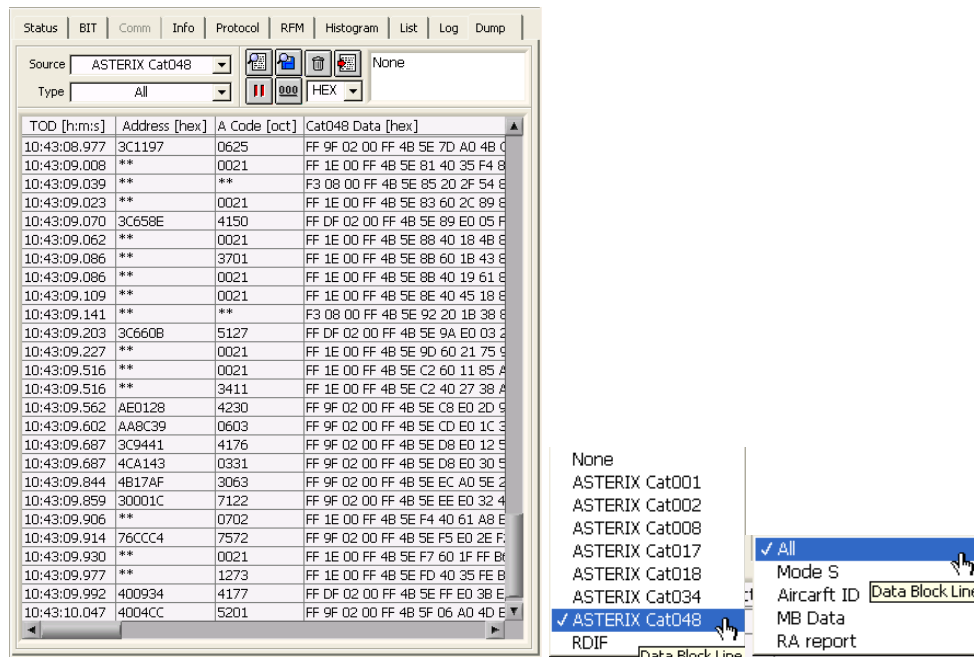 Status BIT Comm Info Protocol RFM Histogram List Log Dump
Source ASTERIX Cat048 None
Type All 000 HEX
TOD [h:m:s] Address [hex] A Code [oct] Cat048 Data [hex]
10:43:08.977 3C1197 0625 FF 9F 02 00 FF 4B 5E 7D A0 4B
10:43:09.008 ** 0021 FF 1E 00 FF 4B 5E 81 40 35 F4 8
10:43:09.039 ** ** F3 08 00 FF 4B 5E 85 20 2F 54
10:43:09.023 ** 0021 FF 1E 00 FF 4B 5E 83 60 2C 89
10:43:09.070 3C658E 4150 FF DF 02 00 FF 4B 5E 89 E0 05
10:43:09.062 ** 0021 FF 1E 00 FF 4B 5E 88 40 18 4B
10:43:09.086 ** 3701 FF 1E 00 FF 4B 5E 8B 60 1B 43
10:43:09.086 ** 0021 FF 1E 00 FF 4B 5E 8B 40 19 61
10:43:09.109 ** 0021 FF 1E 00 FF 4B 5E 8E 40 45 18
10:43:09.141 ** ** F3 08 00 FF 4B 5E 92 20 1B 38
10:43:09.203 3C660B 5127 FF DF 02 00 FF 4B 5E 9A E0 03 2
10:43:09.227 ** 0021 FF 1E 00 FF 4B 5E 9D 60 21 75
10:43:09.516 ** 0021 FF 1E 00 FF 4B 5E C2 60 11 85
10:43:09.516 ** 3411 FF 1E 00 FF 4B 5E C2 40 27 38
10:43:09.562 AE0128 4230 FF 9F 02 00 FF 4B 5E C8 E0 2D
10:43:09.602 AA8C39 0603 FF 9F 02 00 FF 4B 5E CD E0 1C 3
10:43:09.687 3C9441 4176 FF 9F 02 00 FF 4B 5E D8 E0 12 5
10:43:09.687 4CA143 0331 FF 9F 02 00 FF 4B 5E D8 E0 30 5
10:43:09.844 4B17AF 3063 FF 9F 02 00 FF 4B 5E EC A0 5E 2
10:43:09.859 30001C 7122 FF 9F 02 00 FF 4B 5E EE E0 32 4
10:43:09.906 ** 0702 FF 1E 00 FF 4B 5E F4 40 61 A8 E
10:43:09.914 76CCC4 7572 FF 9F 02 00 FF 4B 5E F5 E0 2E
10:43:09.930 ** 0021 FF 1E 00 FF 4B 5E F7 60 1F FF
10:43:09.977 ** 1273 FF 1E 00 FF 4B 5E FD 40 35 FE B
10:43:09.992 400934 4177 FF DF 02 00 FF 4B 5E FF E0 3B E
10:43:10.047 4004CC 5201 FF 9F 02 00 FF 4B 5F 06 A0 4D E
None
ASTERIX Cat001
ASTERIX Cat002
ASTERIX Cat008
ASTERIX Cat017
ASTERIX Cat018
ASTERIX Cat034
✓ ASTERIX Cat048
RDIF
Data Block Line
✓ All
Mode S
Aircarft ID Data Block Line
MB Data
RA report